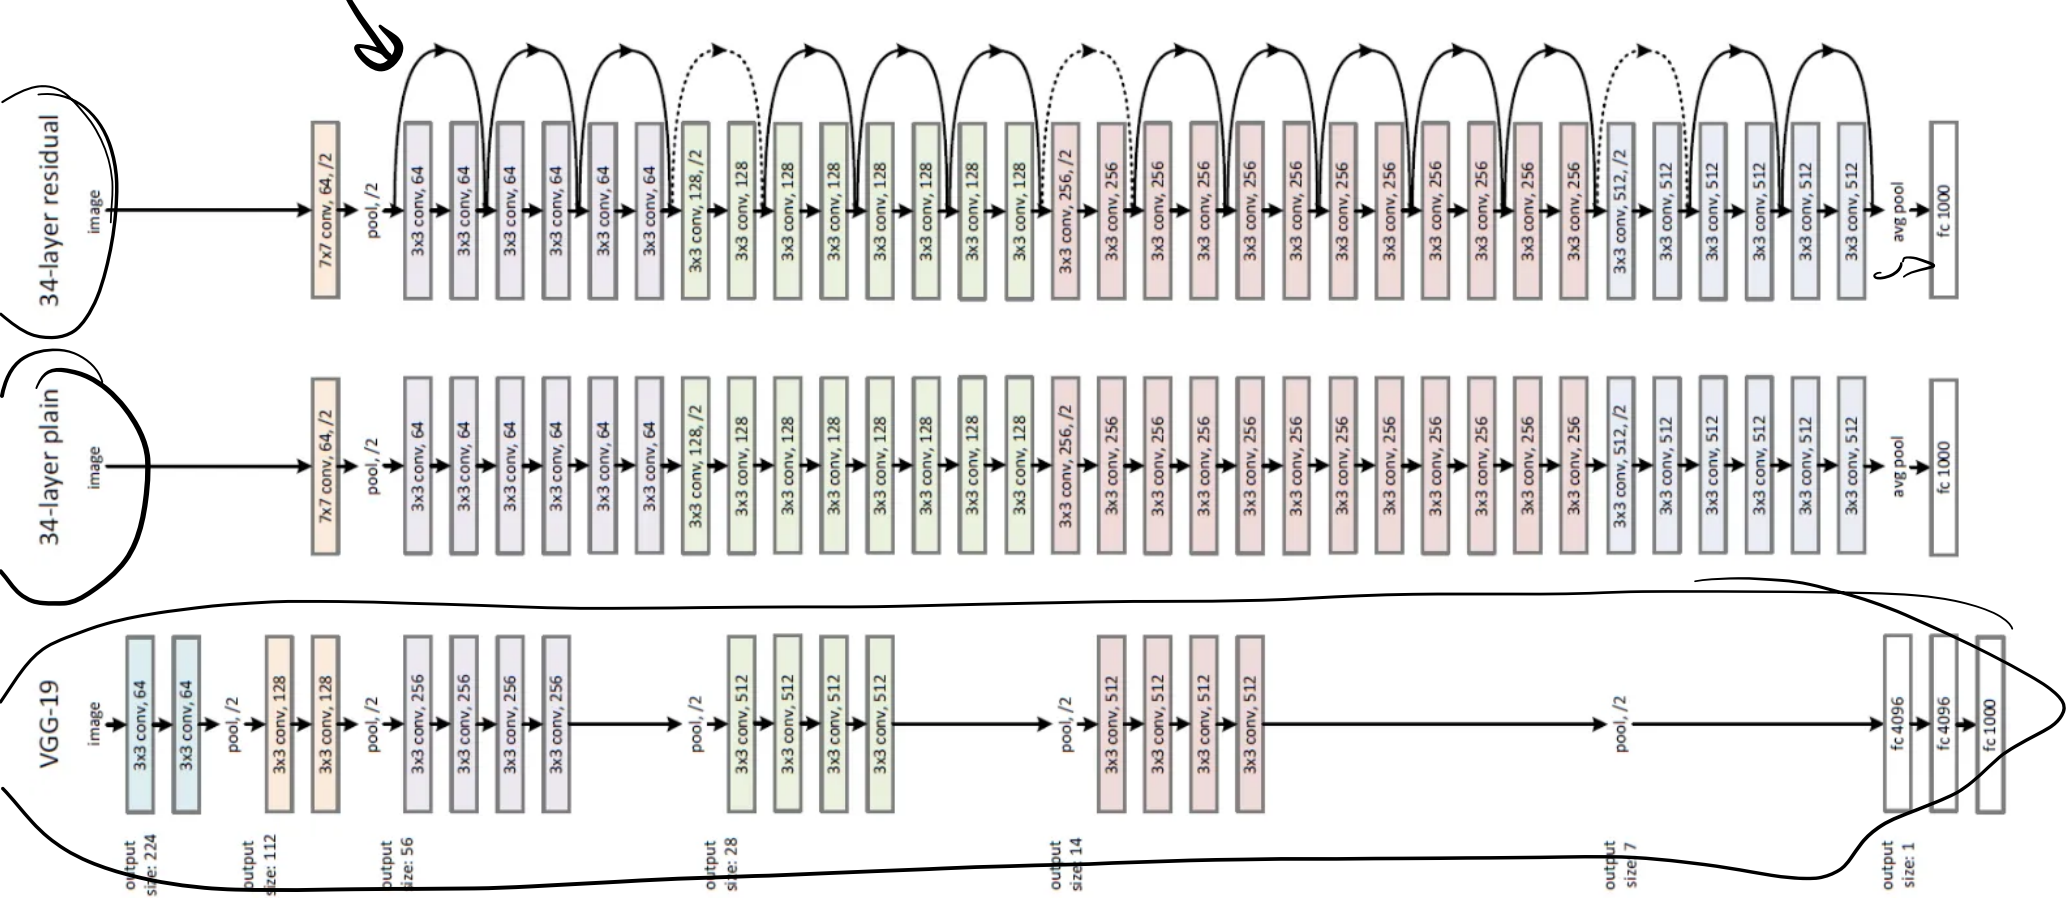 34-layer residual
image
7x7 conv, 64, /2
pool, /2
3x3 conv, 64
3x3 conv, 64
3x3 conv, 64
3x3 conv, 64
3x3 conv, 64
3x3 conv, 64
3x3 conv, 128, /2
3x3 conv, 128
3x3 conv, 128
3x3 conv, 128
3x3 conv, 128
3x3 conv, 128
3x3 conv, 128
3x3 conv, 128
3x3 conv, 256, /2
3x3 conv, 256
3x3 conv, 256
3x3 conv, 256
3x3 conv, 256
3x3 conv, 256
3x3 conv, 256
3x3 conv, 256
3x3 conv, 256
3x3 conv, 256
3x3 conv, 256
3x3 conv, 256
3x3 conv, 512, /2
3x3 conv, 512
3x3 conv, 512
3x3 conv, 512
3x3 conv, 512
3x3 conv, 512
avg pool
fc 1000
34-layer plain
image
7x7 conv, 64, /2
pool, /2
3x3 conv, 64
3x3 conv, 64
3x3 conv, 64
3x3 conv, 64
3x3 conv, 64
3x3 conv, 64
3x3 conv, 128, /2
3x3 conv, 128
3x3 conv, 128
3x3 conv, 128
3x3 conv, 128
3x3 conv, 128
3x3 conv, 128
3x3 conv, 128
3x3 conv, 256, /2
3x3 conv, 256
3x3 conv, 256
3x3 conv, 256
3x3 conv, 256
3x3 conv, 256
3x3 conv, 256
3x3 conv, 256
3x3 conv, 256
3x3 conv, 256
3x3 conv, 256
3x3 conv, 256
3x3 conv, 512, /2
3x3 conv, 512
3x3 conv, 512
3x3 conv, 512
3x3 conv, 512
3x3 conv, 512
avg pool
fc 1000
VGG-19
image
3x3 conv, 64
3x3 conv, 64
pool, /2
3x3 conv, 128
3x3 conv, 128
pool, /2
3x3 conv, 256
3x3 conv, 256
3x3 conv, 256
3x3 conv, 256
pool, /2
3x3 conv, 512
3x3 conv, 512
3x3 conv, 512
3x3 conv, 512
pool, /2
3x3 conv, 512
3x3 conv, 512
3x3 conv, 512
3x3 conv, 512
pool, /2
fc 4096
fc 4096
fc 1000
output
size: 224
output
size: 112
output
size: 56
output
size: 28
output
size: 14
output
size: 7
output
size: 1